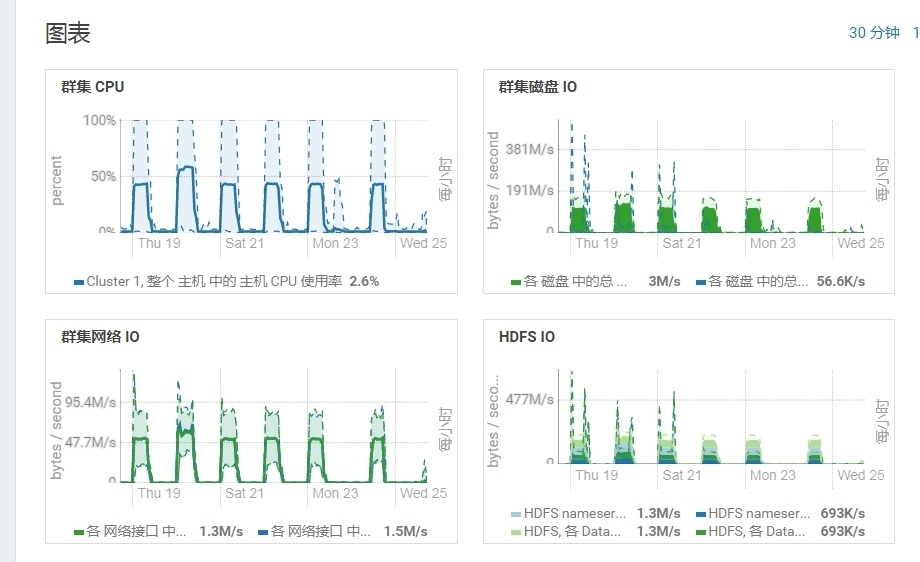 图表
30 分钟 1
群集 CPU
100%
50%
0%
percent
每小时
Thu 19 Sat 21 Mon 23 Wed 25
Cluster 1, 整个 主机 中的 主机 CPU 使用率 2.6%
群集磁盘 IO
381M/s
191M/s
0
bytes / second
每小时
Thu 19 Sat 21 Mon 23 Wed 25
各 磁盘 中的总 ... 3M/s 各 磁盘 中的总... 56.6K/s
群集网络 IO
95.4M/s
47.7M/s
0
bytes / second
每小时
Thu 19 Sat 21 Mon 23 Wed 25
各 网络接口 中... 1.3M/s 各 网络接口 中... 1.5M/s
HDFS IO
477M/s
0
bytes / seco...
每小时
Thu 19 Sat 21 Mon 23 Wed 25
HDFS nameser... 1.3M/s HDFS nameser... 693K/s
HDFS, 各 Data... 1.3M/s HDFS, 各 Data... 693K/s